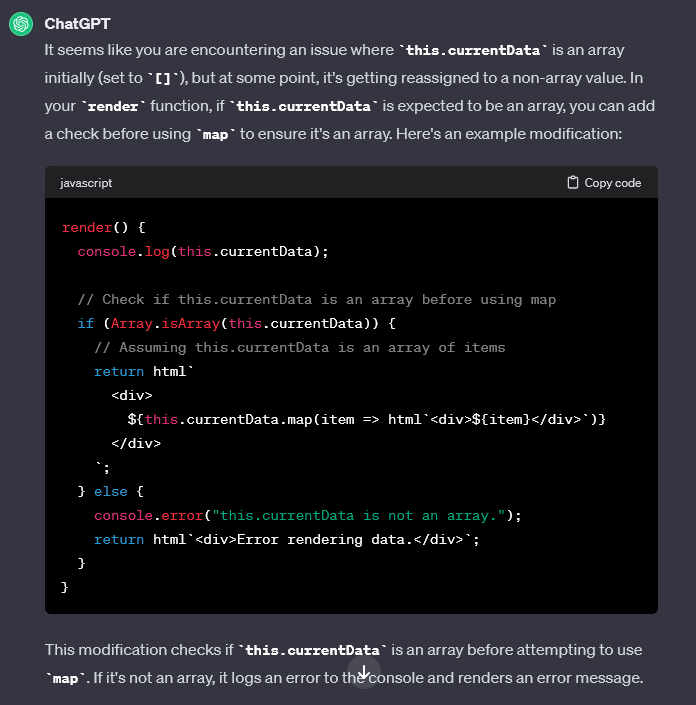 ChatGPT
It seems like you are encountering an issue where `this.currentData` is an array
initially (set to `[]`), but at some point, it's getting reassigned to a non-array value. In
your `render` function, if `this.currentData` is expected to be an array, you can add
a check before using `map` to ensure it's an array. Here's an example modification:
javascript
Copy code
render() {
  console.log(this.currentData);

  // Check if this.currentData is an array before using map
  if (Array.isArray(this.currentData)) {
    // Assuming this.currentData is an array of items
    return html`
      <div>
        ${this.currentData.map(item => html`<div>${item}</div>`)}
      </div>
    `;
  } else {
    console.error("this.currentData is not an array.");
    return html`<div>Error rendering data.</div>`;
  }
}
This modification checks if `this.currentData` is an array before attempting to use
`map`. If it's not an array, it logs an error to the console and renders an error message.